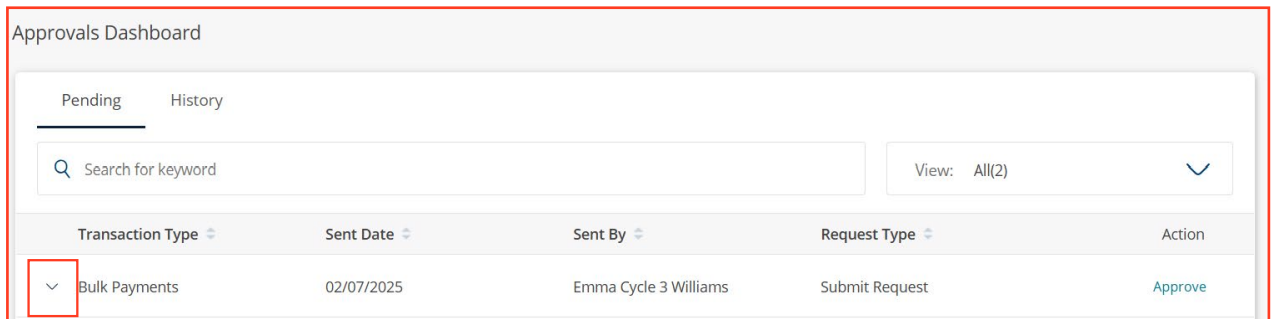 Approvals Dashboard
Pending History
Search for keyword View: All(2)
Transaction Type Sent Date Sent By Request Type Action
Bulk Payments 02/07/2025 Emma Cycle 3 Williams Submit Request Approve